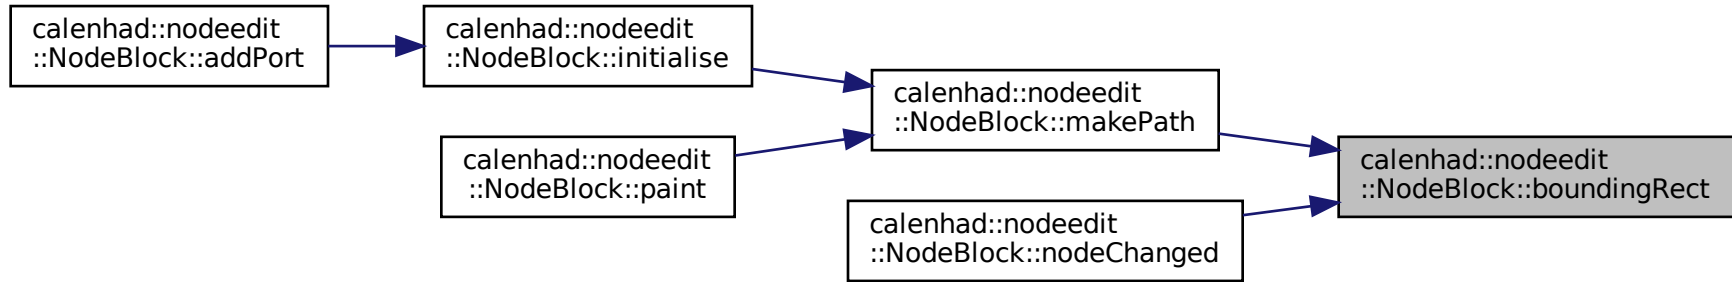 calenhad::nodeedit
::NodeBlock::addPort
calenhad::nodeedit
::NodeBlock::initialise
calenhad::nodeedit
::NodeBlock::makePath
calenhad::nodeedit
::NodeBlock::paint
calenhad::nodeedit
::NodeBlock::boundingRect
calenhad::nodeedit
::NodeBlock::nodeChanged